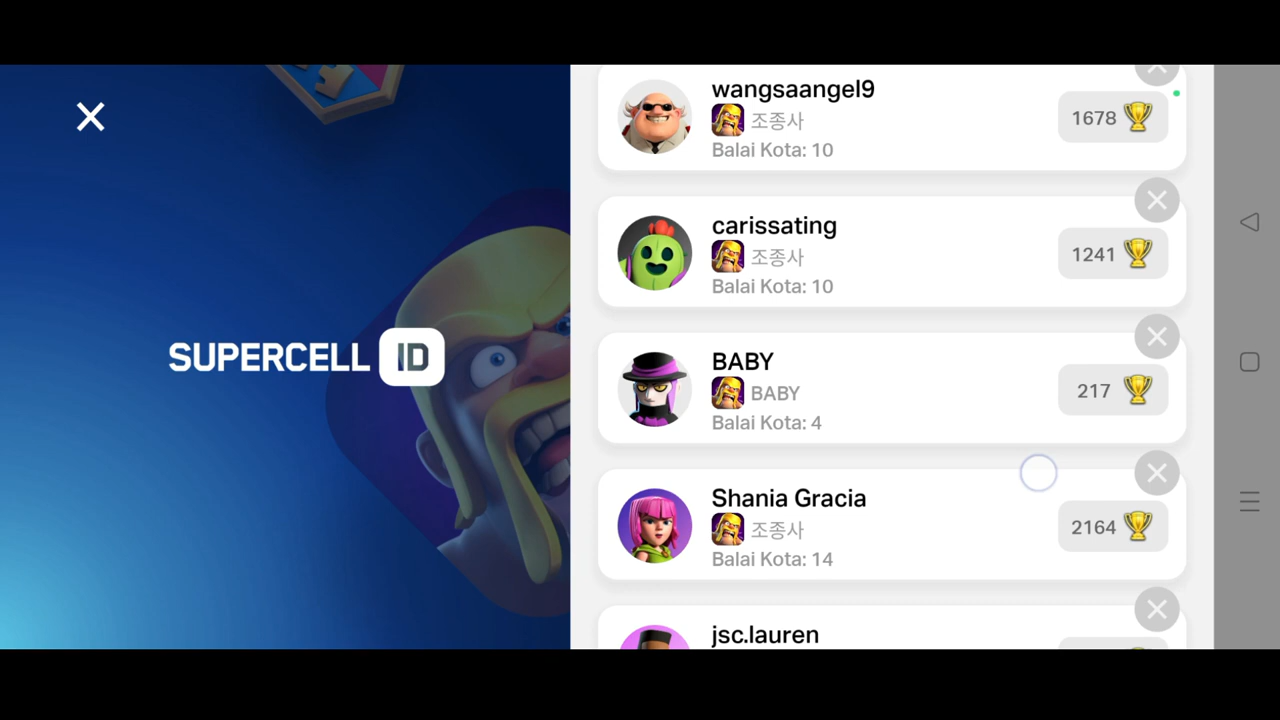 SUPERCELL ID
wangsaangel9
조종사
Balai Kota: 10
1678
carissating
조종사
Balai Kota: 10
1241
BABY
BABY
Balai Kota: 4
217
Shania Gracia
조종사
Balai Kota: 14
2164
jsc.lauren